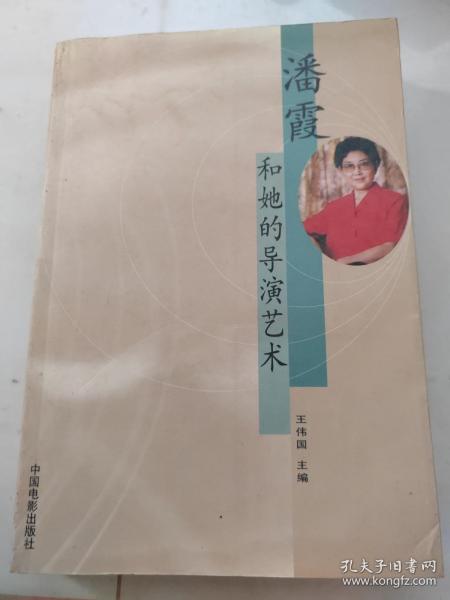 潘霞
和她的导演艺术
王伟国 主编
中国电影出版社
孔夫子旧书网
www.kongfz.com